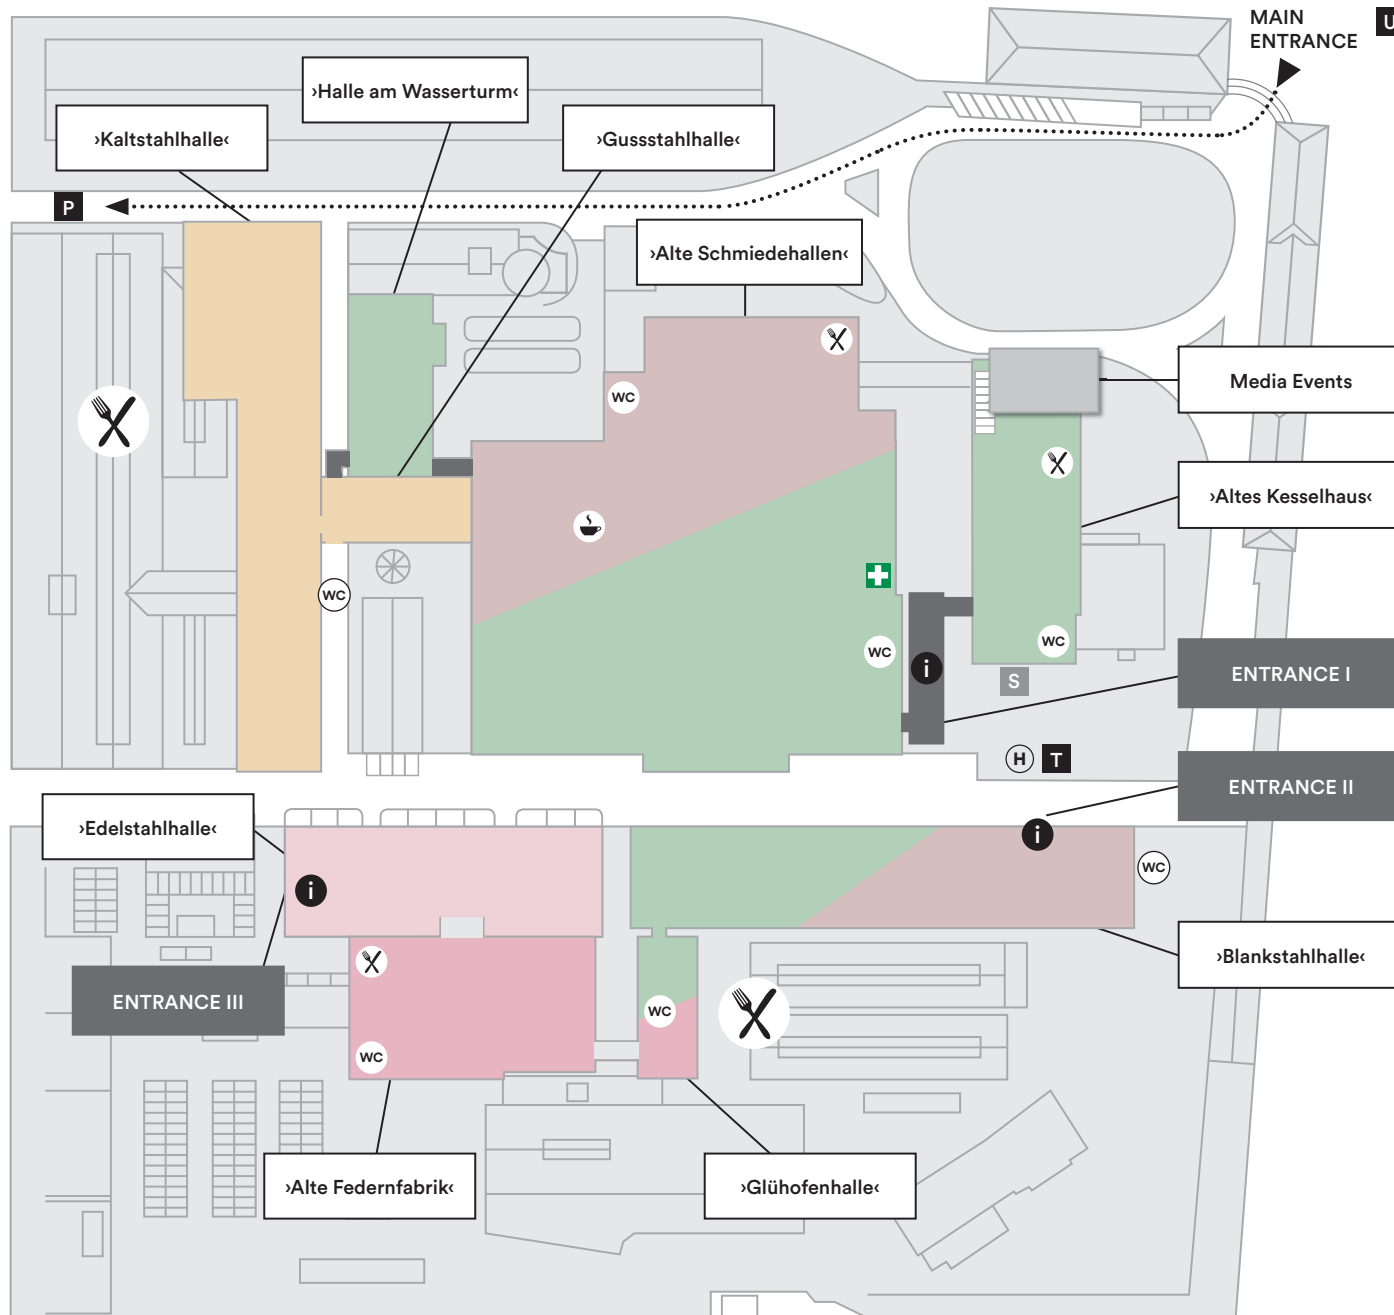 MAIN
ENTRANCE
U
›Halle am Wasserturm‹
›Kaltstahlhalle‹
›Gussstahlhalle‹
P
›Alte Schmiedehallen‹
Media Events
WC
›Altes Kesselhaus‹
WC
WC
WC
i
S
ENTRANCE I
H
T
ENTRANCE II
›Edelstahlhalle‹
i
WC
i
›Blankstahlhalle‹
ENTRANCE III
WC
WC
›Alte Federnfabrik‹
›Glühofenhalle‹